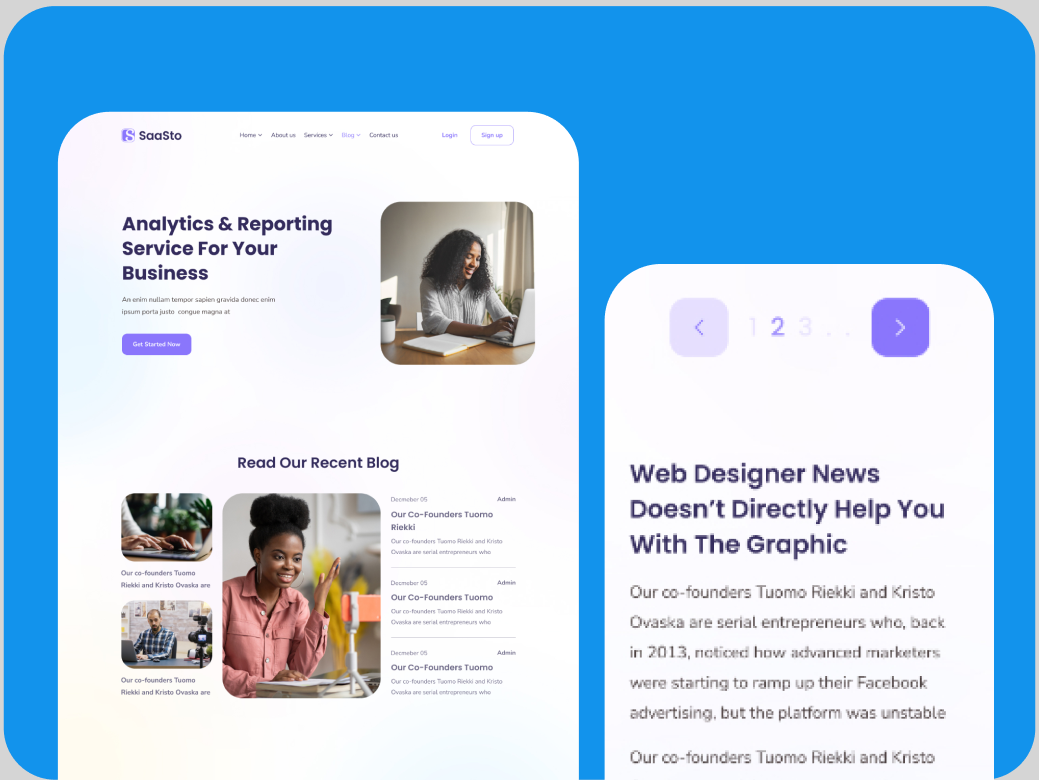 SaaSto
Home
About us
Services
Blog
Contact us
Login
Sign up
Analytics & Reporting
Service For Your
Business
An enim nullam tempor sapien gravida donec enim
ipsum porta justo congue magna at
Get Started Now
Read Our Recent Blog
Our co-founders Tuomo
Riekki and Kristo Ovaska are
Our co-founders Tuomo
Riekki and Kristo Ovaska are
Decmeber 05
Admin
Our Co-Founders Tuomo
Riekki
Our co-founders Tuomo Riekki and Kristo
Ovaska are serial entrepreneurs who
Decmeber 05
Admin
Our Co-Founders Tuomo
Our co-founders Tuomo Riekki and Kristo
Ovaska are serial entrepreneurs who
Decmeber 05
Admin
Our Co-Founders Tuomo
Our co-founders Tuomo Riekki and Kristo
Ovaska are serial entrepreneurs who
1 2 3 . .
Web Designer News
Doesn’t Directly Help You
With The Graphic
Our co-founders Tuomo Riekki and Kristo
Ovaska are serial entrepreneurs who, back
in 2013, noticed how advanced marketers
were starting to ramp up their Facebook
advertising, but the platform was unstable
Our co-founders Tuomo Riekki and Kristo